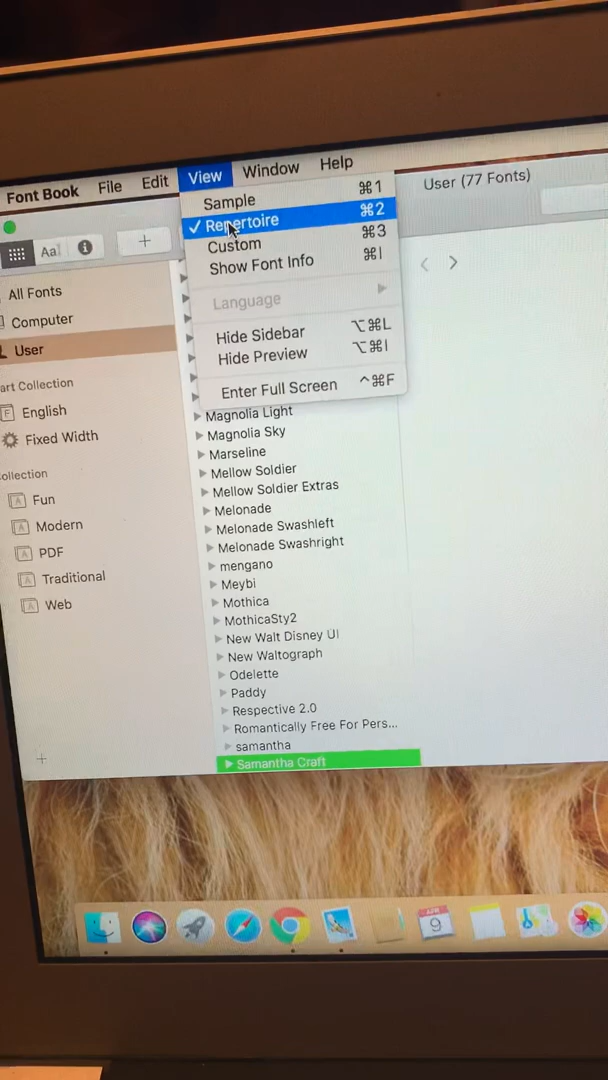 Font Book File Edit View Window Help
Sample ⌘1
✓ Repertoire ⌘2
Custom ⌘3
Show Font Info ⌘I
Language
Hide Sidebar ⌥⌘L
Hide Preview ⌥⌘I
Enter Full Screen ^⌘F
User (77 Fonts)
Aa
All Fonts
Computer
User
art Collection
English
Fixed Width
ollection
Fun
Modern
PDF
Traditional
Web
Magnolia Light
Magnolia Sky
Marseline
Mellow Soldier
Mellow Soldier Extras
Melonade
Melonade Swashleft
Melonade Swashright
mengano
Meybi
Mothica
MothicaSty2
New Walt Disney UI
New Waltograph
Odelette
Paddy
Respective 2.0
Romantically Free For Pers...
samantha
Samantha Craft
APR
9